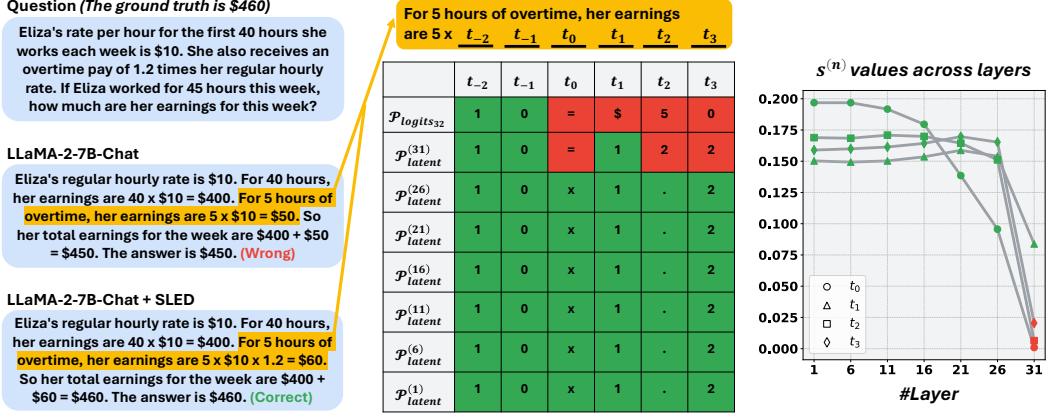 Question (The ground truth is $460)
Eliza's rate per hour for the first 40 hours she
works each week is $10. She also receives an
overtime pay of 1.2 times her regular hourly
rate. If Eliza worked for 45 hours this week,
how much are her earnings for this week?
LLaMA-2-7B-Chat
Eliza's regular hourly rate is $10. For 40 hours,
her earnings are 40 x $10 = $400. For 5 hours of
overtime, her earnings are 5 x $10 = $50. So
her total earnings for the week are $400 + $50
= $450. The answer is $450. (Wrong)
LLaMA-2-7B-Chat + SLED
Eliza's regular hourly rate is $10. For 40 hours,
her earnings are 40 x $10 = $400. For 5 hours of
overtime, her earnings are 5 x $10 x 1.2 = $60.
So her total earnings for the week are $400 +
$60 = $460. The answer is $460. (Correct)
For 5 hours of overtime, her earnings
are 5 x t₋₂ t₋₁ t₀ t₁ t₂ t₃
t₋₂ t₋₁ t₀ t₁ t₂ t₃
𝒫_logits₃₂ 1 0 = $ 5 0
𝒫_latent^(31) 1 0 = 1 2 2
𝒫_latent^(26) 1 0 x 1 . 2
𝒫_latent^(21) 1 0 x 1 . 2
𝒫_latent^(16) 1 0 x 1 . 2
𝒫_latent^(11) 1 0 x 1 . 2
𝒫_latent^(6) 1 0 x 1 . 2
𝒫_latent^(1) 1 0 x 1 . 2
s^(n) values across layers
0.200
0.175
0.150
0.125
0.100
0.075
0.050
0.025
0.000
t₀
t₁
t₂
t₃
1 6 11 16 21 26 31
#Layer